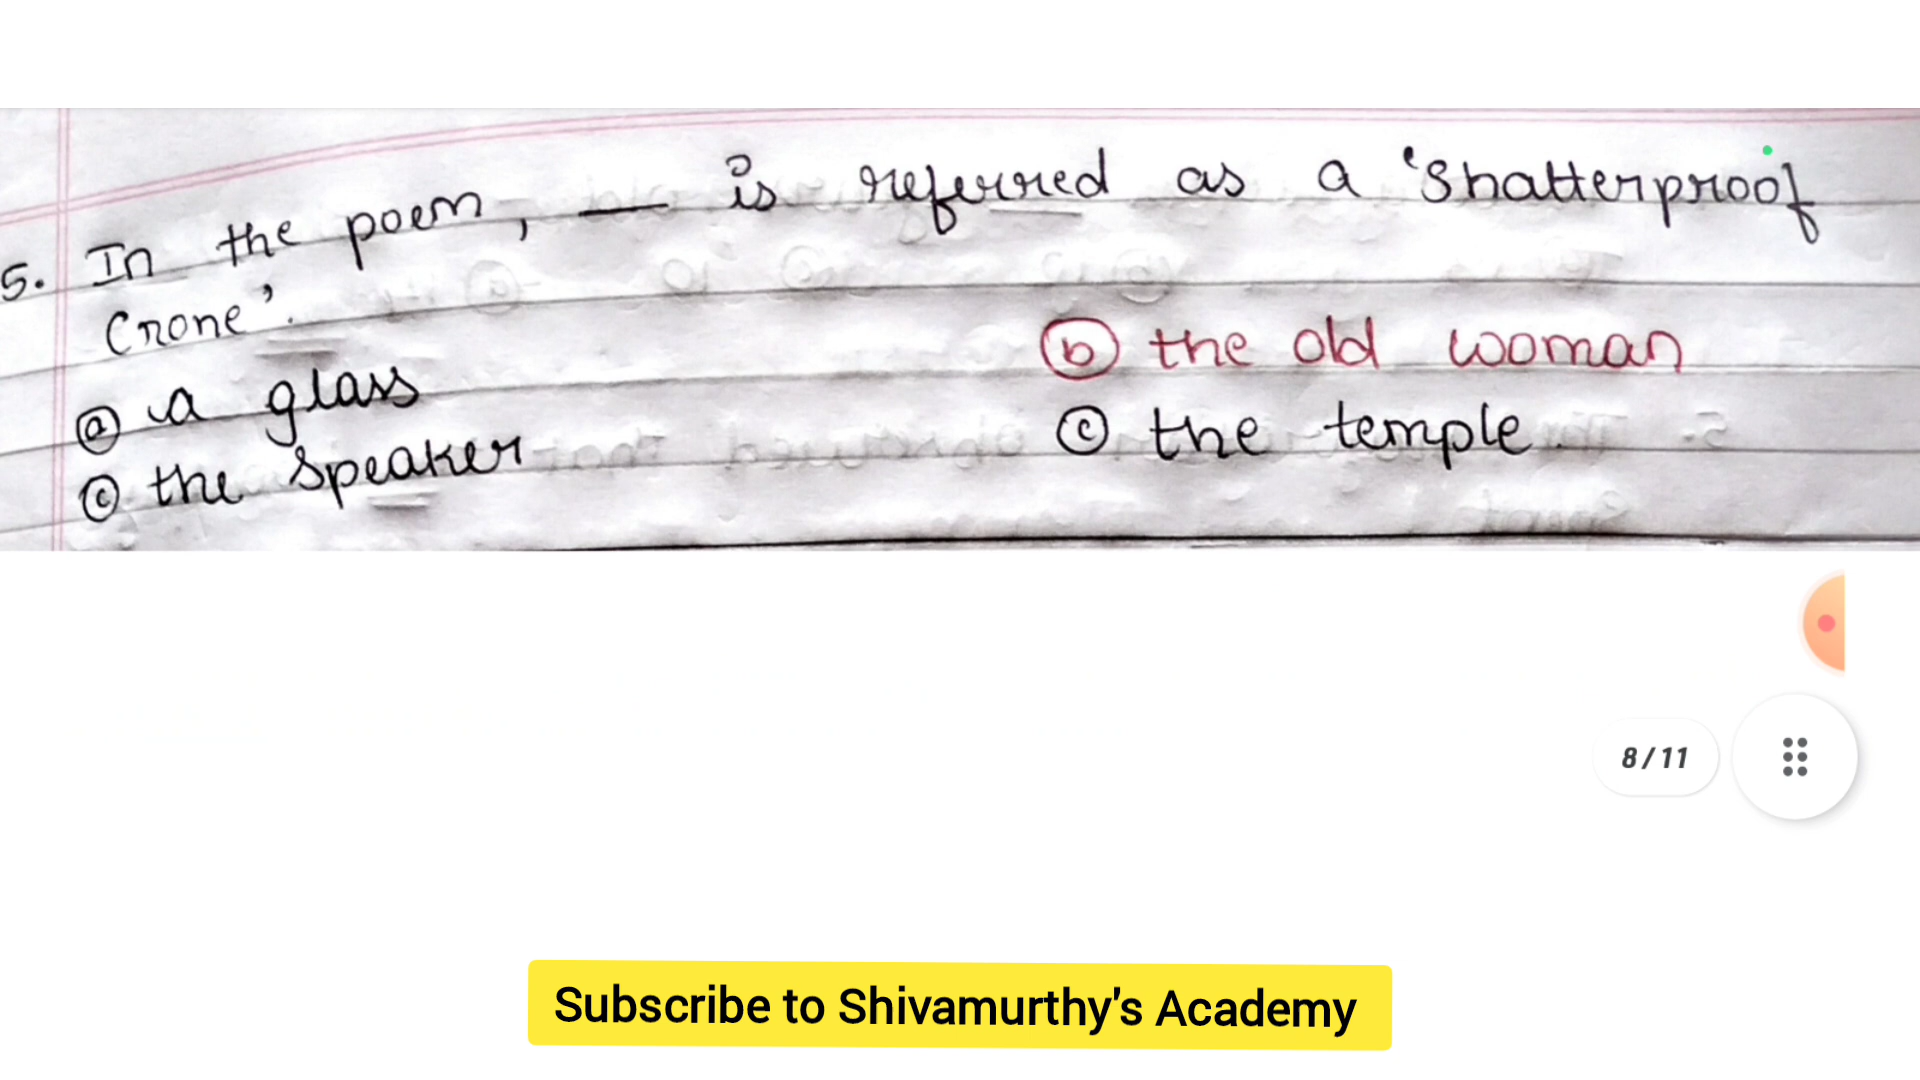 5. In the poem, — is referred as a 'Shatterproof
Crone'.
ⓐ a glass
ⓑ the old woman
ⓒ the speaker
ⓒ the temple
8/11
Subscribe to Shivamurthy's Academy